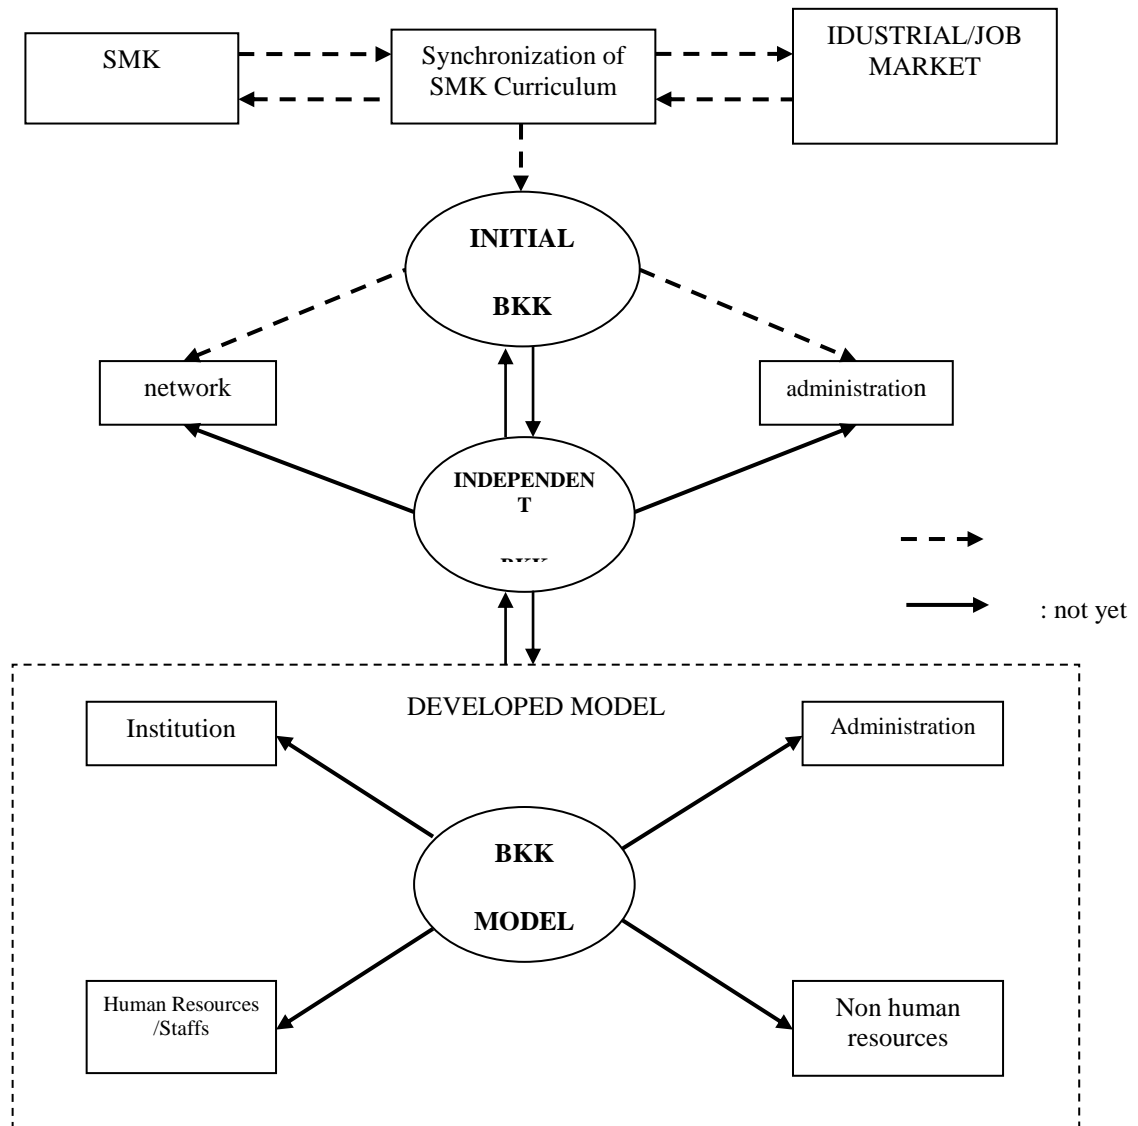 SMK
Synchronization of
SMK Curriculum
IDUSTRIAL/JOB
MARKET
INITIAL
BKK
network
administration
INDEPENDEN
T
: not yet
DEVELOPED MODEL
Institution
Administration
BKK
MODEL
Human Resources
/Staffs
Non human
resources